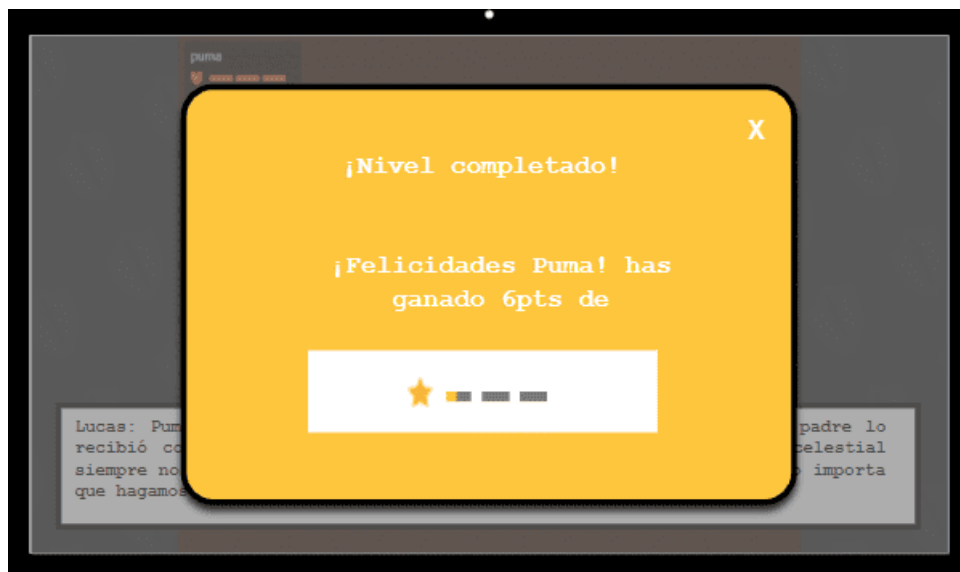 puma
X
¡Nivel completado!
¡Felicidades Puma! has
ganado 6pts de
Lucas: Pum padre lo
recibió co celestial
siempre no importa
que hagamos